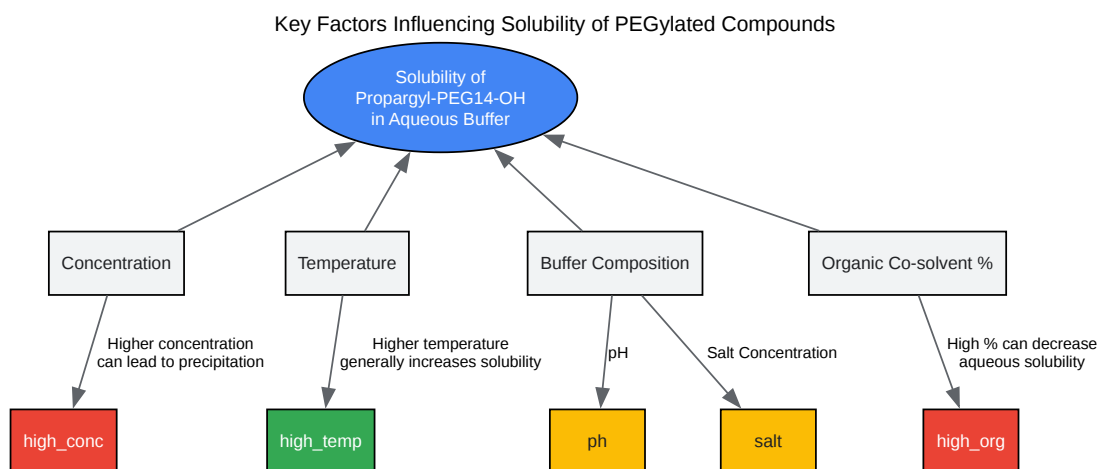 Key Factors Influencing Solubility of PEGylated Compounds
Solubility of
Propargyl-PEG14-OH
in Aqueous Buffer
Concentration
Temperature
Buffer Composition
Organic Co-solvent %
Higher concentration
can lead to precipitation
Higher temperature
generally increases solubility
pH
Salt Concentration
High % can decrease
aqueous solubility
high_conc
high_temp
ph
salt
high_org